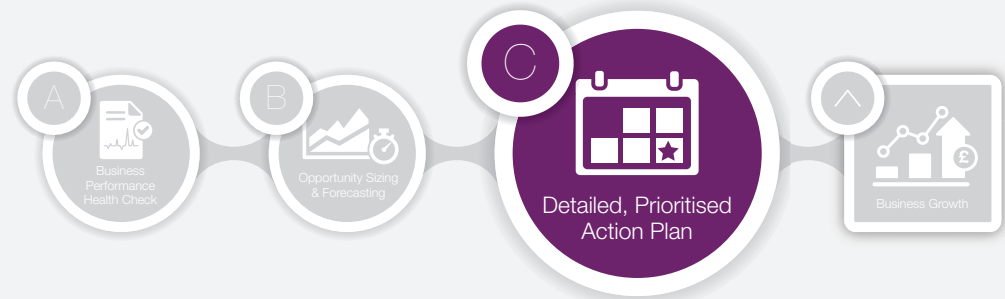 A
Business
Performance
Health Check
B
Opportunity Sizing
& Forecasting
C
Detailed, Prioritised
Action Plan
£
Business Growth